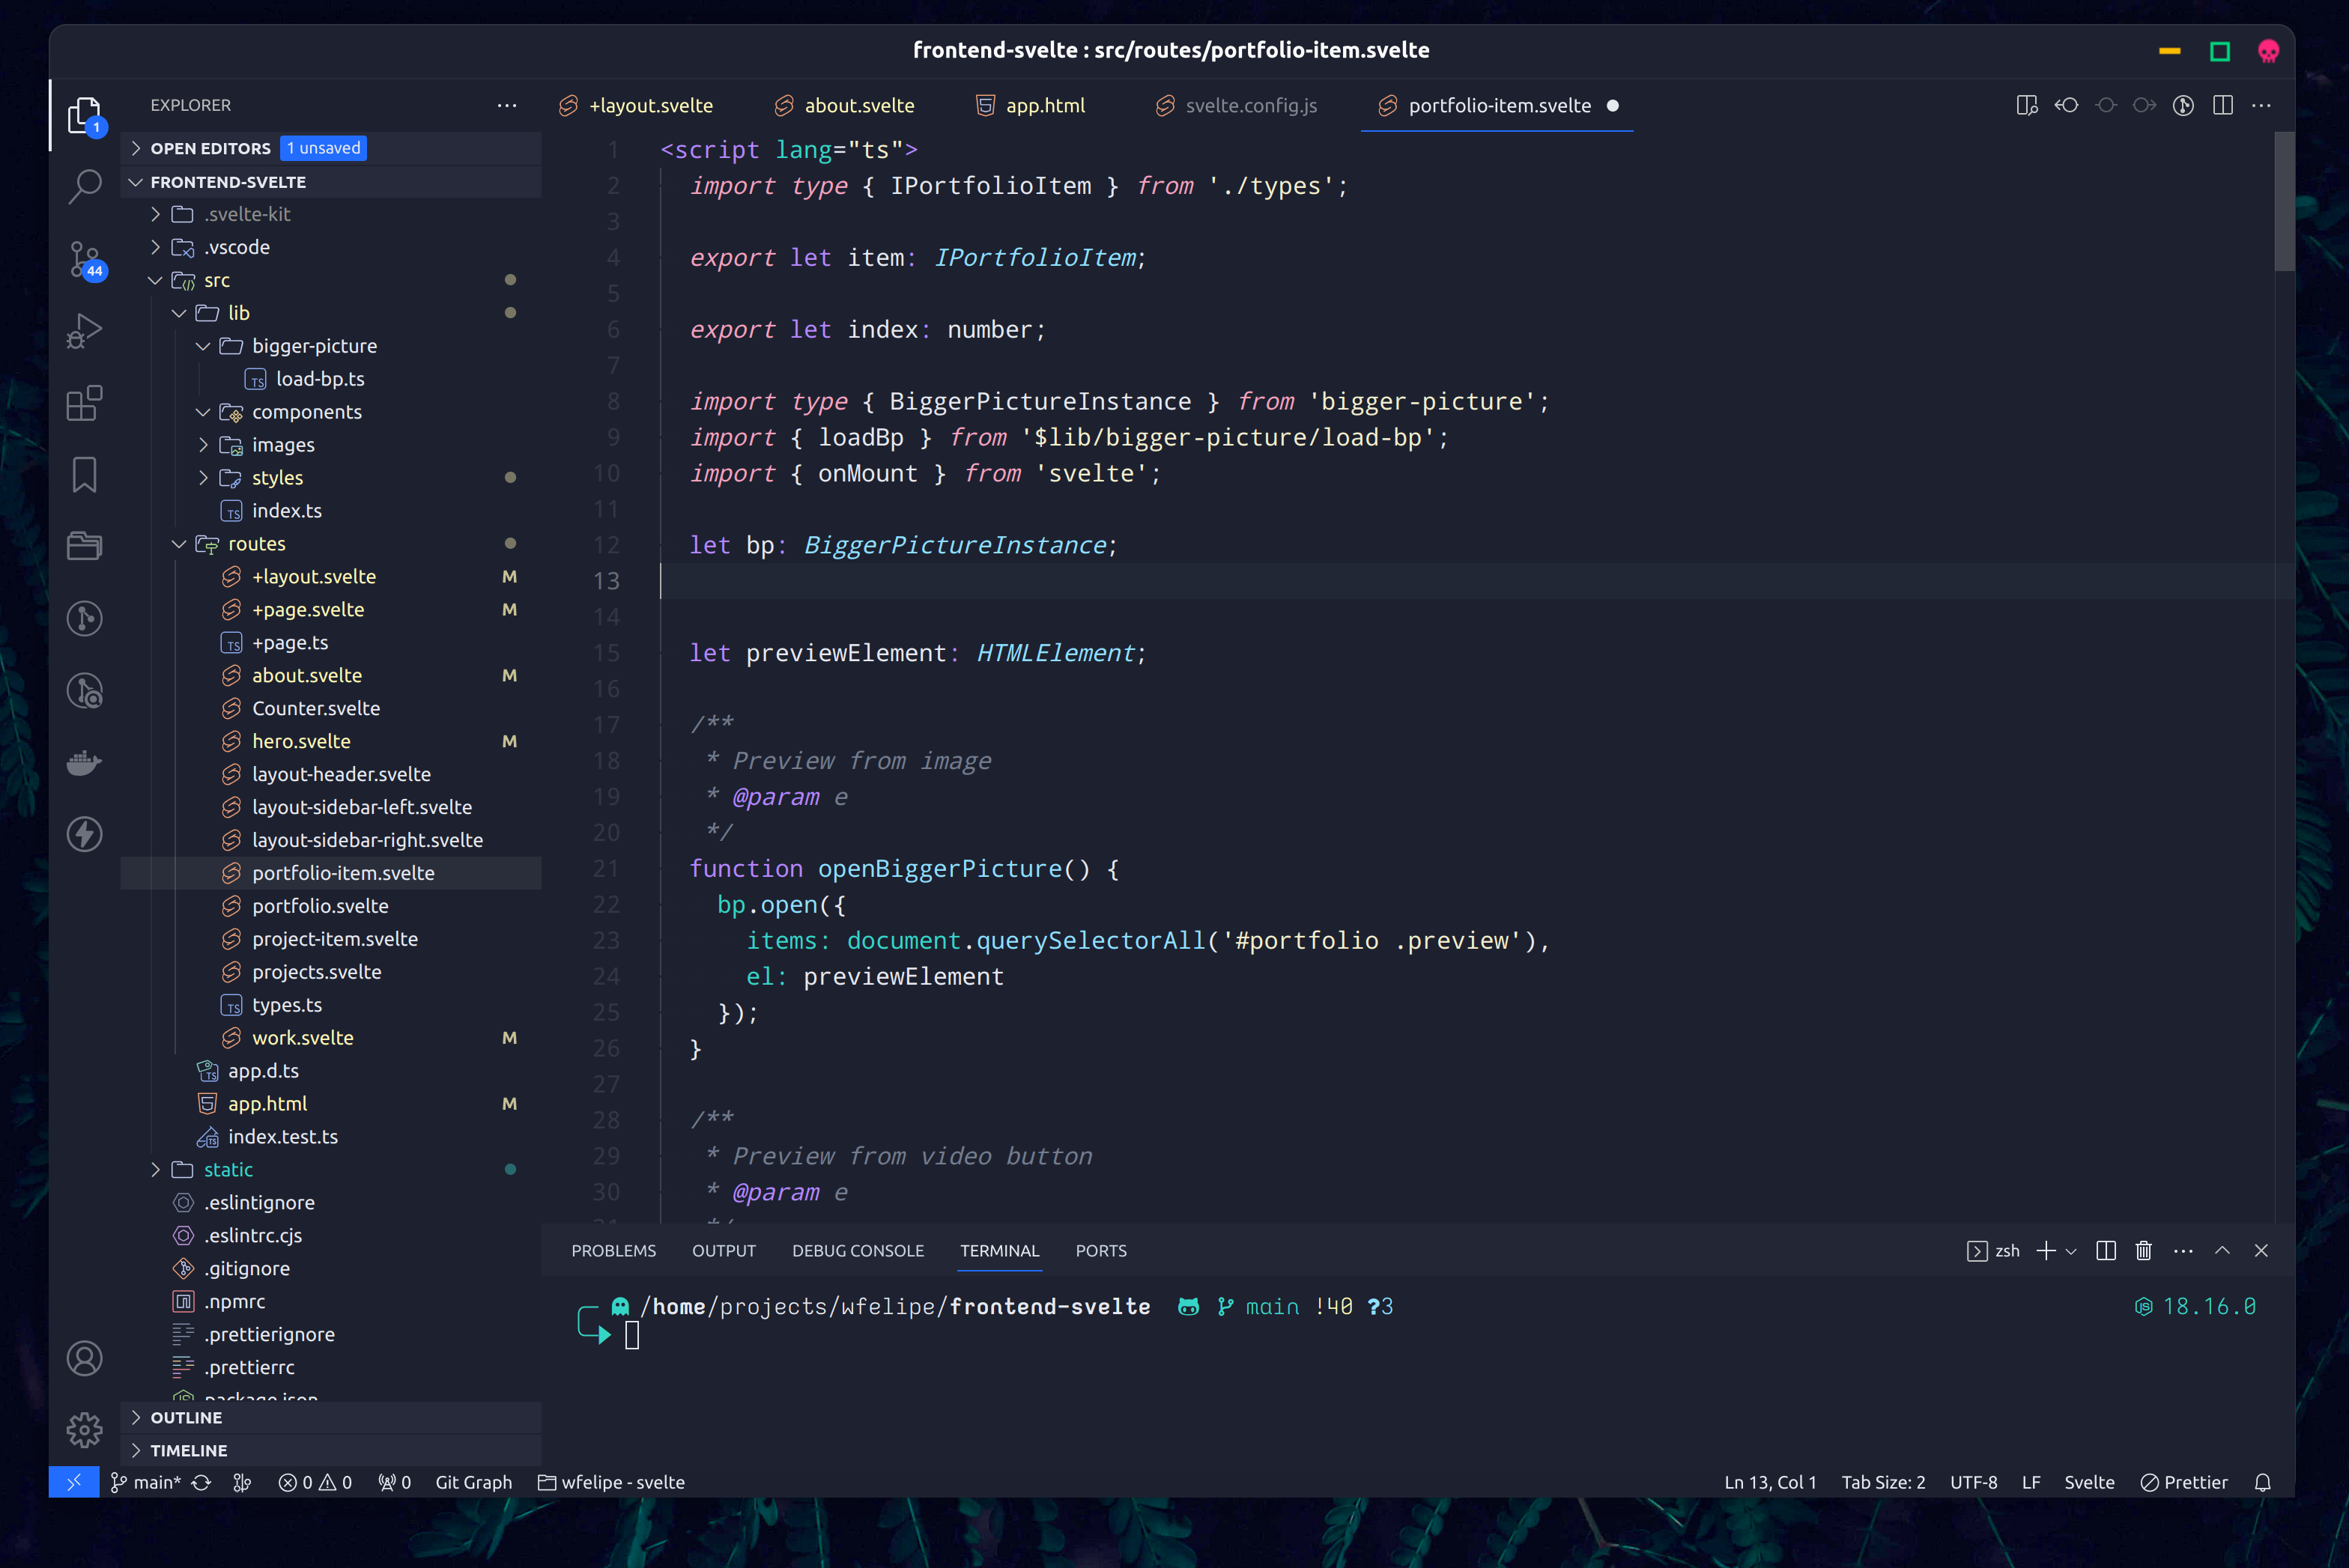 frontend-svelte : src/routes/portfolio-item.svelte
EXPLORER
+layout.svelte
about.svelte
app.html
svelte.config.js
portfolio-item.svelte
1
44
OPEN EDITORS 1 unsaved
FRONTEND-SVELTE
.svelte-kit
.vscode
src
lib
bigger-picture
TS load-bp.ts
components
images
styles
TS index.ts
routes
+layout.svelte M
+page.svelte M
TS +page.ts
about.svelte M
Counter.svelte
hero.svelte M
layout-header.svelte
layout-sidebar-left.svelte
layout-sidebar-right.svelte
portfolio-item.svelte
portfolio.svelte
project-item.svelte
projects.svelte
TS types.ts
work.svelte M
TS app.d.ts
app.html M
TS index.test.ts
static
.eslintignore
.eslintrc.cjs
.gitignore
.npmrc
.prettierignore
.prettierrc
package.json
OUTLINE
TIMELINE
1 <script lang="ts">
2 import type { IPortfolioItem } from './types';
3
4 export let item: IPortfolioItem;
5
6 export let index: number;
7
8 import type { BiggerPictureInstance } from 'bigger-picture';
9 import { loadBp } from '$lib/bigger-picture/load-bp';
10 import { onMount } from 'svelte';
11
12 let bp: BiggerPictureInstance;
13
14
15 let previewElement: HTMLElement;
16
17 /**
18 * Preview from image
19 * @param e
20 */
21 function openBiggerPicture() {
22 bp.open({
23 items: document.querySelectorAll('#portfolio .preview'),
24 el: previewElement
25 });
26 }
27
28 /**
29 * Preview from video button
30 * @param e
31 */
PROBLEMS OUTPUT DEBUG CONSOLE TERMINAL PORTS
zsh
/home/projects/wfelipe/frontend-svelte main !40 ?3 18.16.0
main* 0 0 0 Git Graph wfelipe - svelte Ln 13, Col 1 Tab Size: 2 UTF-8 LF Svelte Prettier